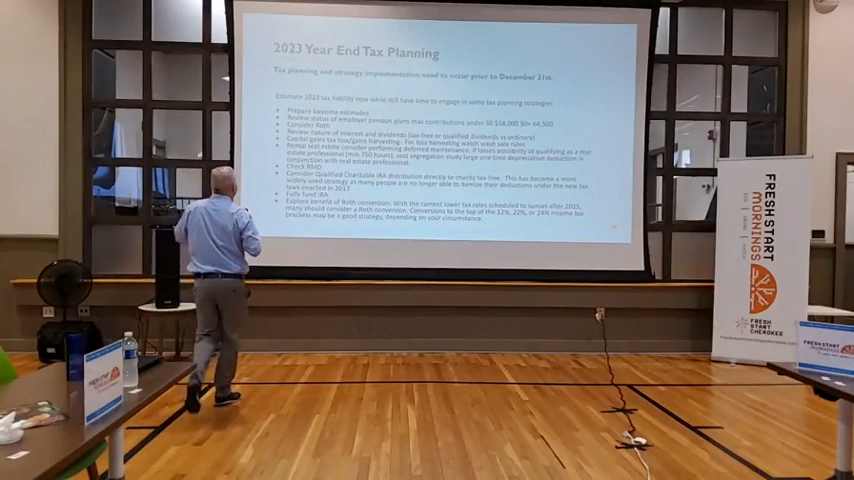 2023 Year End Tax Planning
Tax planning and strategy implementation need to occur prior to December 31st.
Estimate 2023 tax liability now while still have time to engage in some tax planning strategies
• Prepare baseline estimates
• Review status of employer pension plans max contributions under 50 $58,000 50+ 64,500
• Consider Roth
• Review nature of interest and dividends (tax-free or qualified dividends vs ordinary)
• Capital gains tax loss/gains harvesting. For loss harvesting watch wash sale rules.
• Rental real estate consider performing deferred maintenance, if losses possibility of qualifying as a real
estate professional (min 750 hours), cost segregation study large one time depreciation deduction in
conjunction with real estate professional.
• Check RMD
• Consider Qualified Charitable IRA distribution directly to charity tax-free. This has become a more
widely used strategy as many people are no longer able to itemize their deductions under the new tax
laws enacted in 2017
• Fully fund IRA
• Explore benefit of Roth conversion: With the current lower tax rates scheduled to sunset after 2025,
many should consider a Roth conversion. Conversions to the top of the 12%, 22%, or 24% income tax
brackets may be a good strategy, depending on your circumstance.
FRESH
START
MORNINGS
FRESH
START
CHEROKEE
FRESH START
MORNINGS
FRESH START
MORNINGS